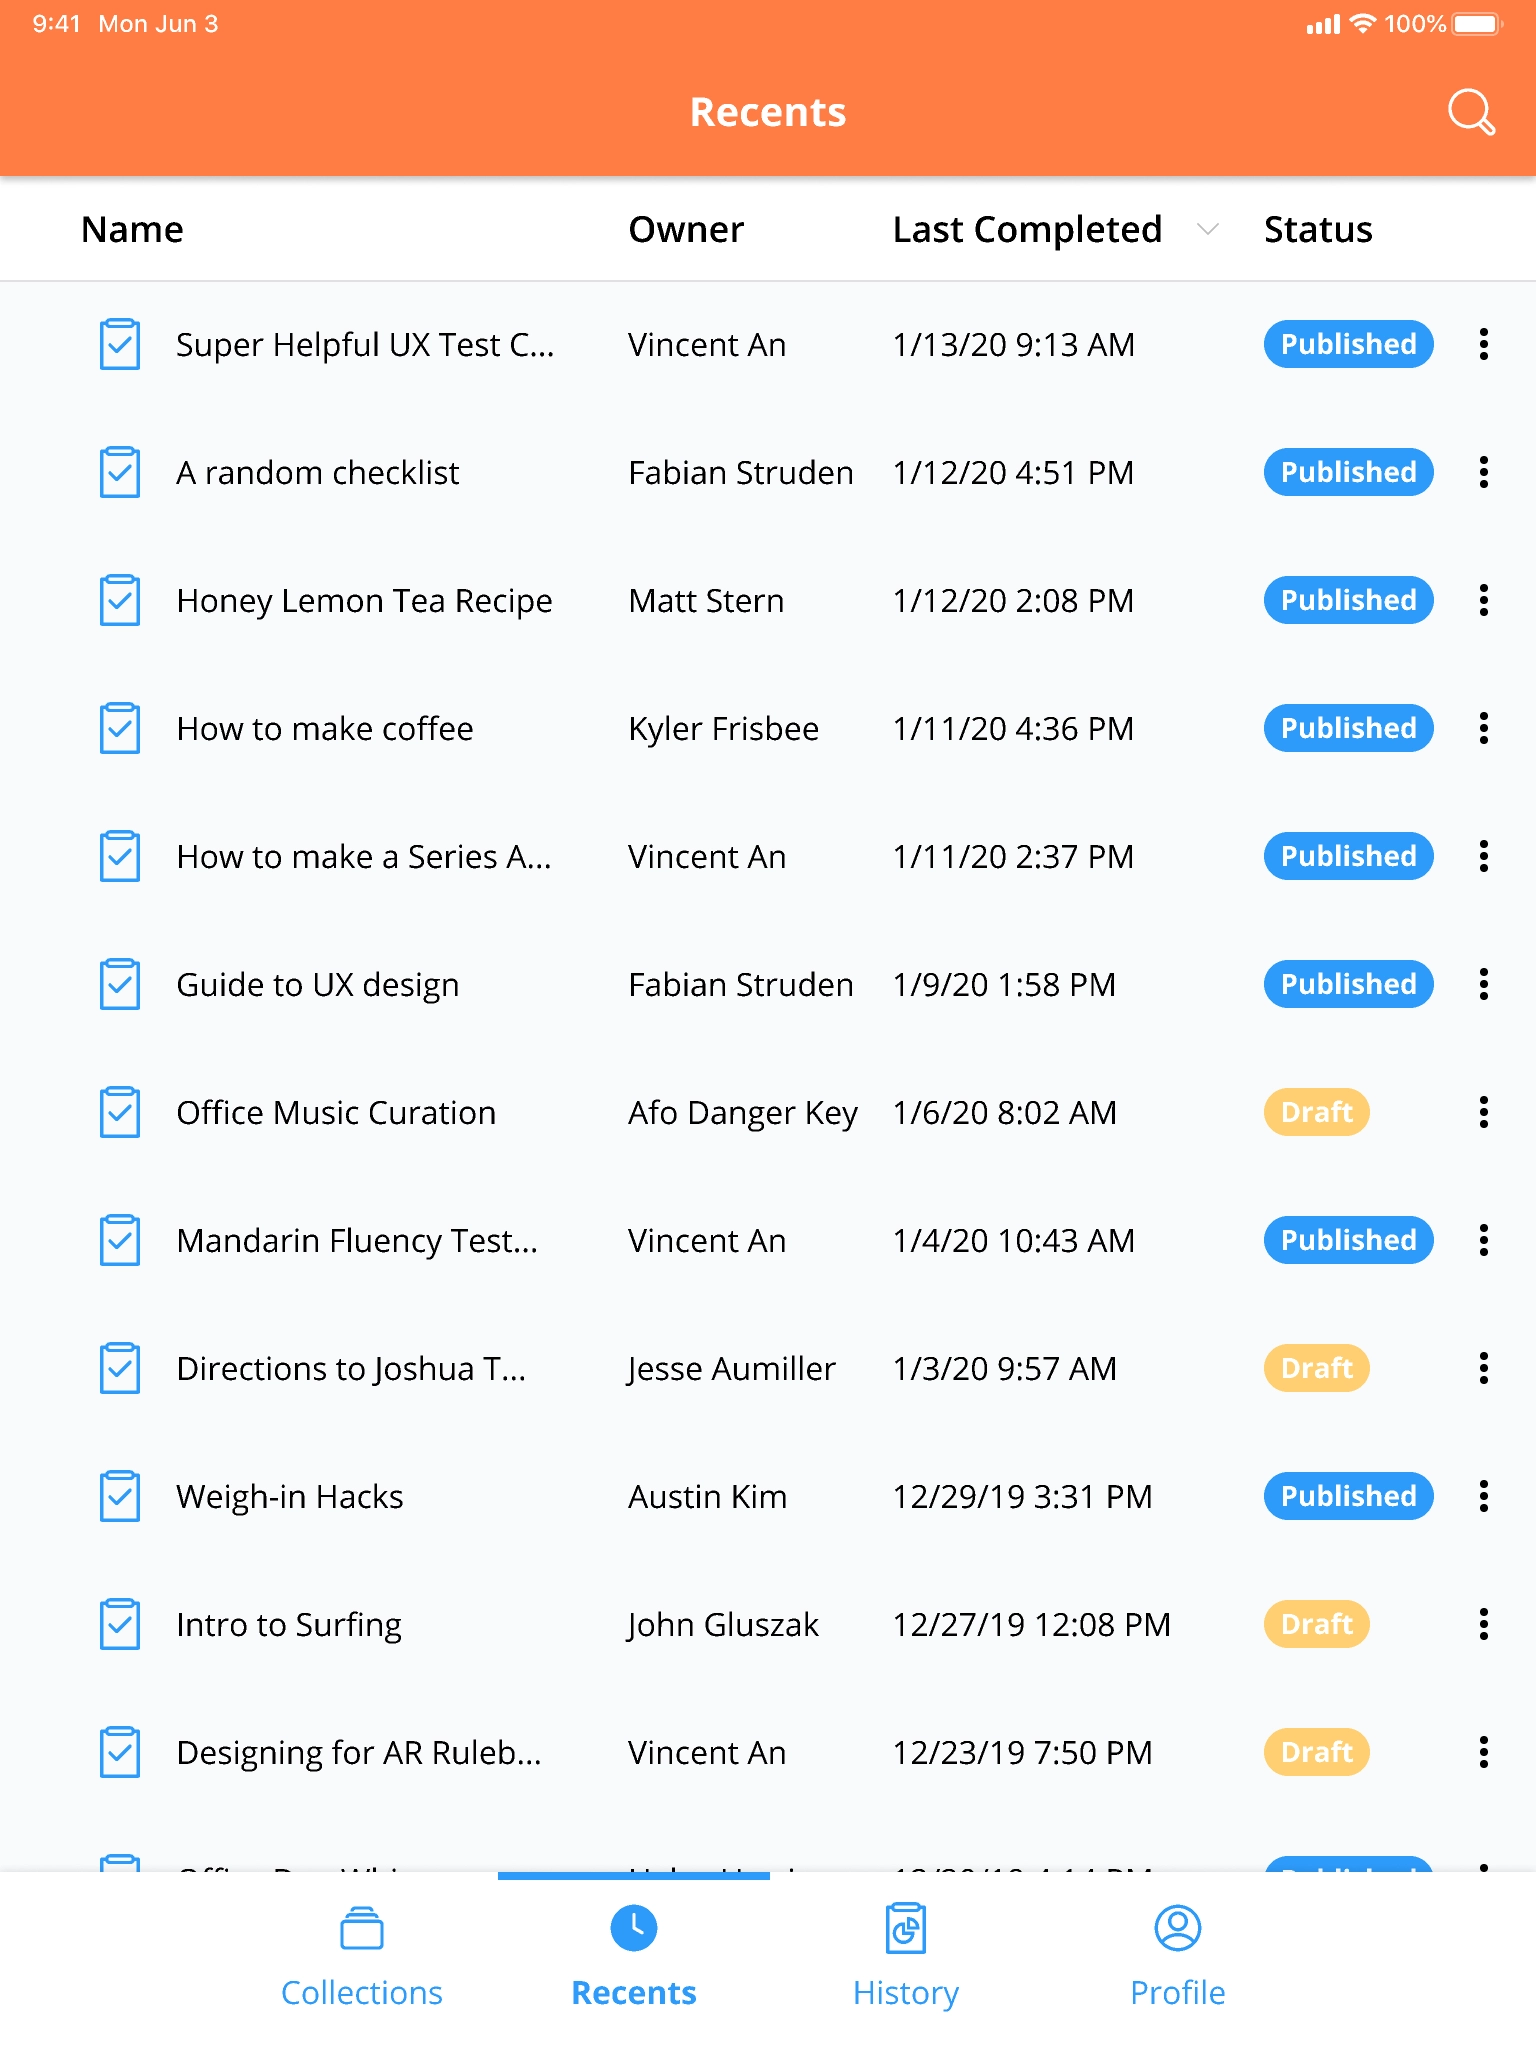 9:41 Mon Jun 3 100%
Recents
Name Owner Last Completed Status
Super Helpful UX Test C... Vincent An 1/13/20 9:13 AM Published
A random checklist Fabian Struden 1/12/20 4:51 PM Published
Honey Lemon Tea Recipe Matt Stern 1/12/20 2:08 PM Published
How to make coffee Kyler Frisbee 1/11/20 4:36 PM Published
How to make a Series A... Vincent An 1/11/20 2:37 PM Published
Guide to UX design Fabian Struden 1/9/20 1:58 PM Published
Office Music Curation Afo Danger Key 1/6/20 8:02 AM Draft
Mandarin Fluency Test... Vincent An 1/4/20 10:43 AM Published
Directions to Joshua T... Jesse Aumiller 1/3/20 9:57 AM Draft
Weigh-in Hacks Austin Kim 12/29/19 3:31 PM Published
Intro to Surfing John Gluszak 12/27/19 12:08 PM Draft
Designing for AR Ruleb... Vincent An 12/23/19 7:50 PM Draft
Published
Collections Recents History Profile